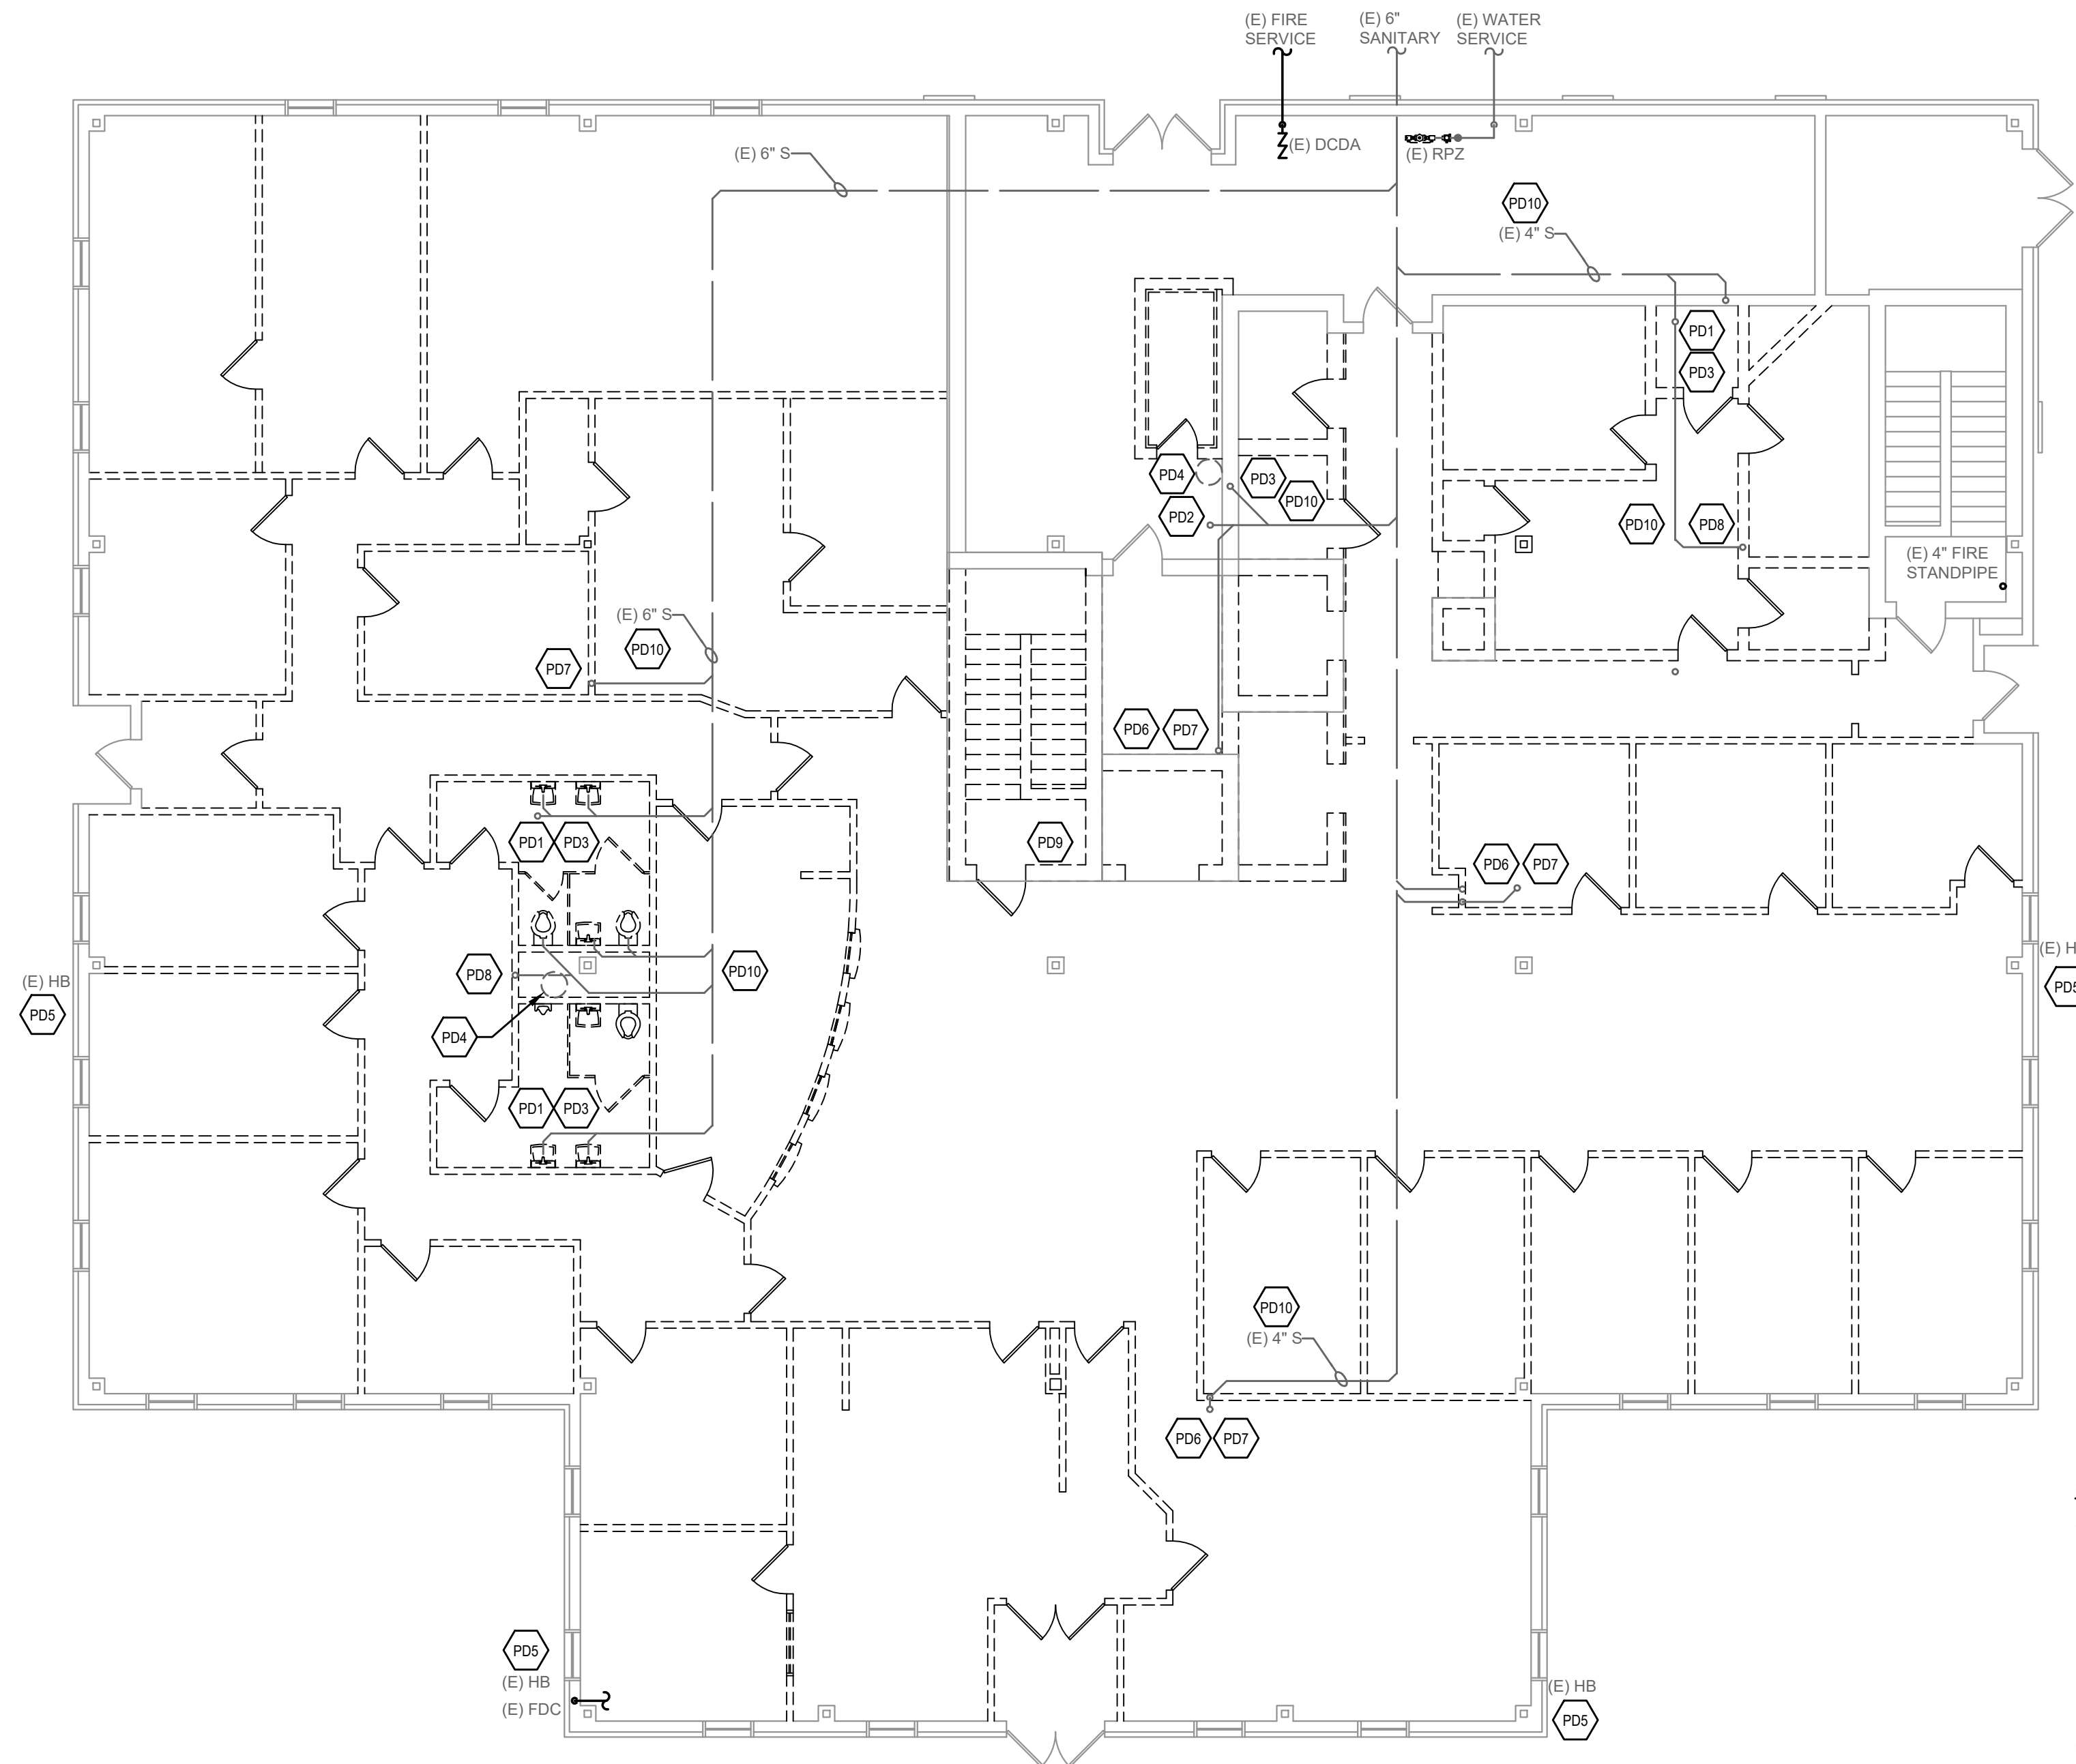 (E) FIRE
SERVICE
(E) 6"
SANITARY
(E) WATER
SERVICE
(E) 6" S
(E) DCDA
(E) RPZ
PD10
(E) 4" S
PD1
PD3
PD4
PD3
PD10
PD2
PD10
PD8
(E) 4" FIRE
STANDPIPE
(E) 6" S
PD10
PD7
PD6
PD7
PD1
PD3
PD9
PD6
PD7
PD8
PD10
(E) HB
PD5
(E) H
PD5
PD4
PD1
PD3
PD10
(E) 4" S
PD6
PD7
PD5
(E) HB
(E) FDC
(E) HB
PD5